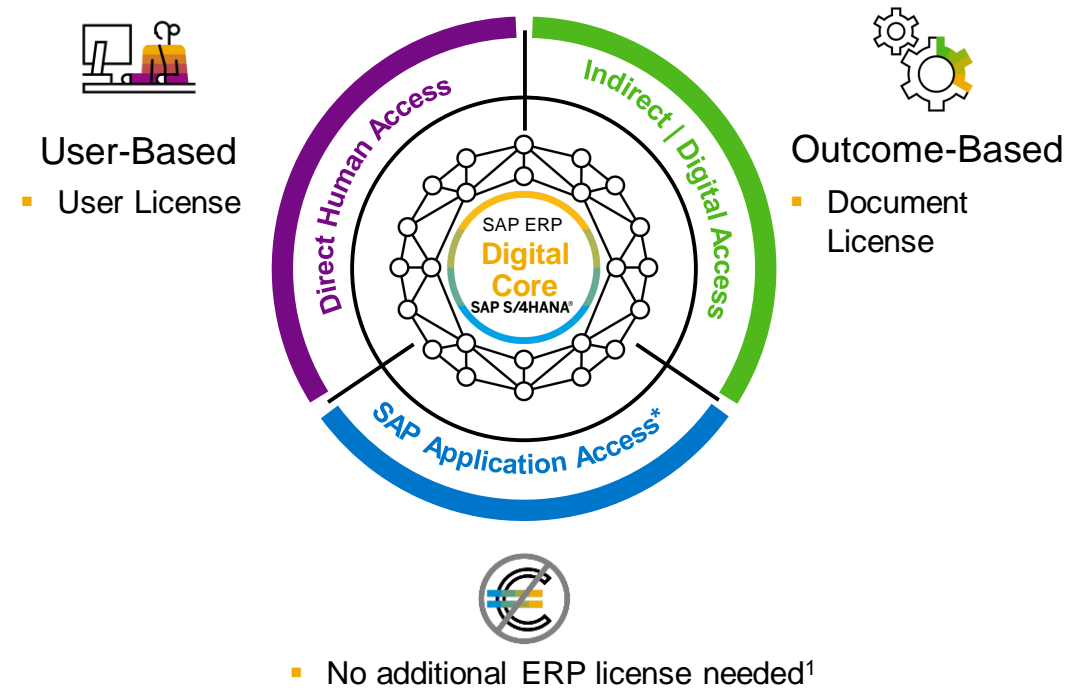 User-Based
▪ User License
Direct Human Access
Indirect | Digital Access
Outcome-Based
▪ Document
License
SAP ERP
Digital
Core
SAP S/4HANA®
SAP Application Access*
▪ No additional ERP license needed¹